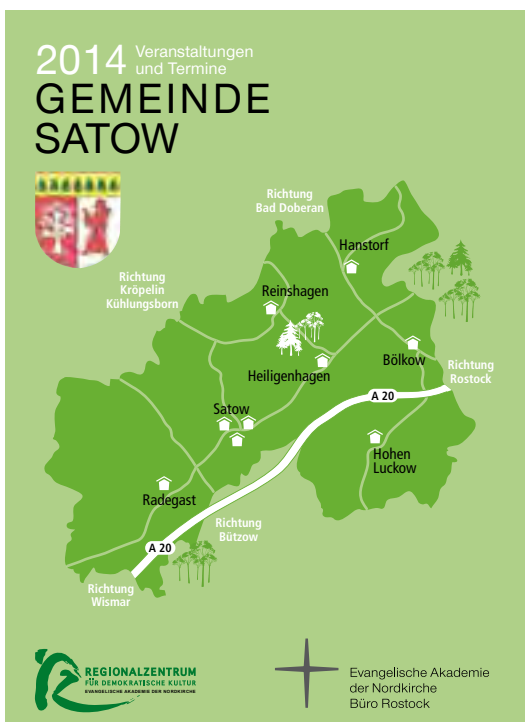 2014 Veranstaltungen
und Termine
GEMEINDE
SATOW
Richtung
Bad Doberan
Hanstorf
Richtung
Kröpelin
Kühlungsborn
Reinshagen
Heiligenhagen
Bölkow
Richtung
Rostock
A 20
Satow
Hohen
Luckow
Radegast
Richtung
Bützow
A 20
Richtung
Wismar
REGIONALZENTRUM
FÜR DEMOKRATISCHE KULTUR
EVANGELISCHE AKADEMIE DER NORDKIRCHE
Evangelische Akademie
der Nordkirche
Büro Rostock